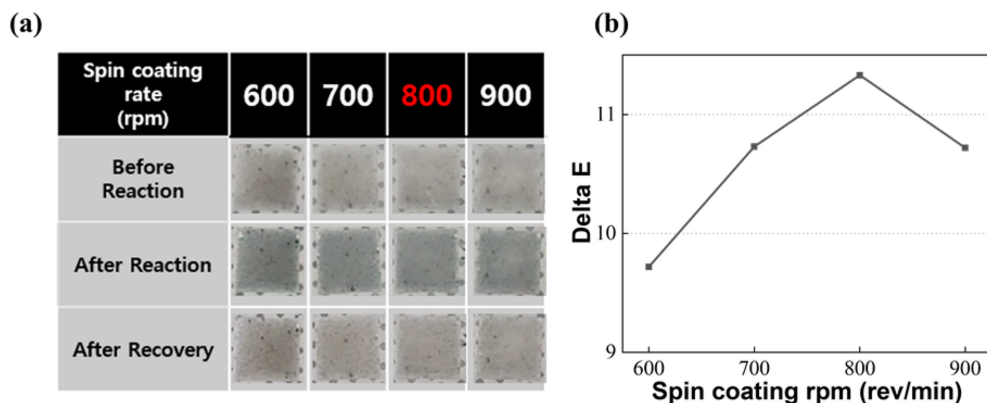 (a)
Spin coating
rate
(rpm)
600 700 800 900
Before
Reaction
After Reaction
After Recovery
(b)
Delta E
11
10
9
600 700 800 900
Spin coating rpm (rev/min)